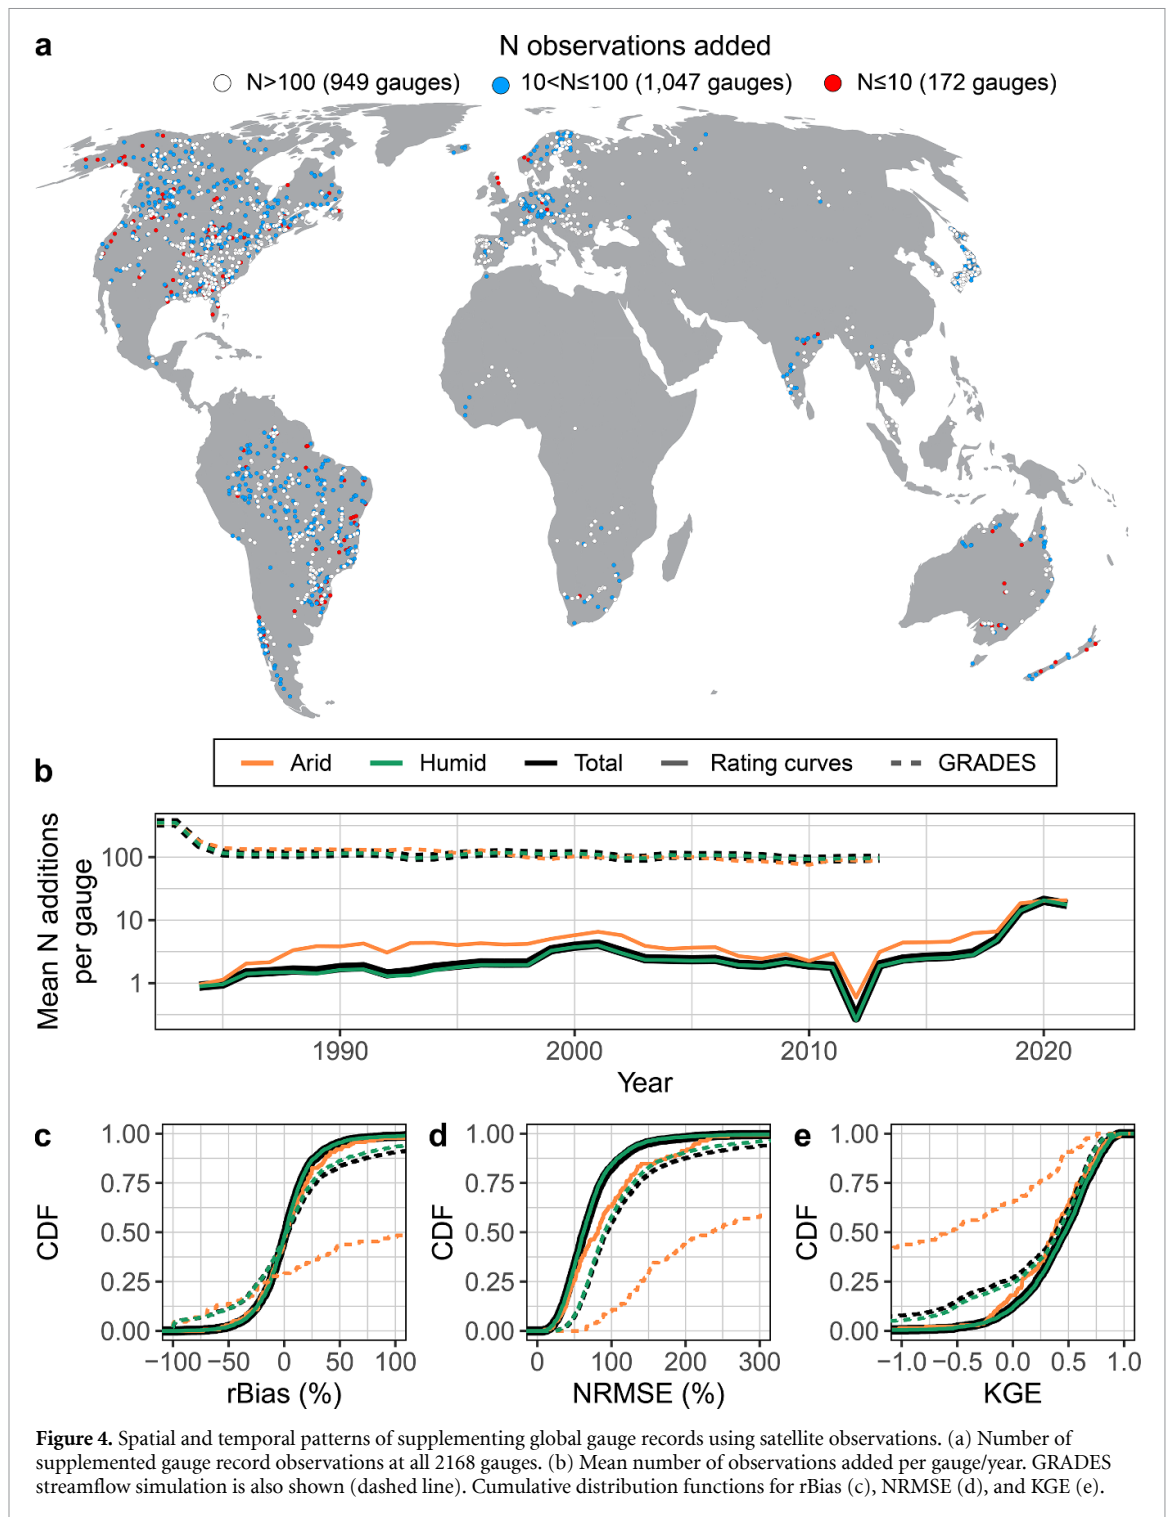 a
N observations added
N>100 (949 gauges) 10<N≤100 (1,047 gauges) N≤10 (172 gauges)
b
Arid Humid Total Rating curves GRADES
Mean N additions
per gauge
100
10
1
1990 2000 2010 2020
Year
c
CDF
1.00
0.75
0.50
0.25
0.00
−100 −50 0 50 100
rBias (%)
d
CDF
1.00
0.75
0.50
0.25
0.00
0 100 200 300
NRMSE (%)
e
CDF
1.00
0.75
0.50
0.25
0.00
−1.0 −0.5 0.0 0.5 1.0
KGE
Figure 4. Spatial and temporal patterns of supplementing global gauge records using satellite observations. (a) Number of
supplemented gauge record observations at all 2168 gauges. (b) Mean number of observations added per gauge/year. GRADES
streamflow simulation is also shown (dashed line). Cumulative distribution functions for rBias (c), NRMSE (d), and KGE (e).